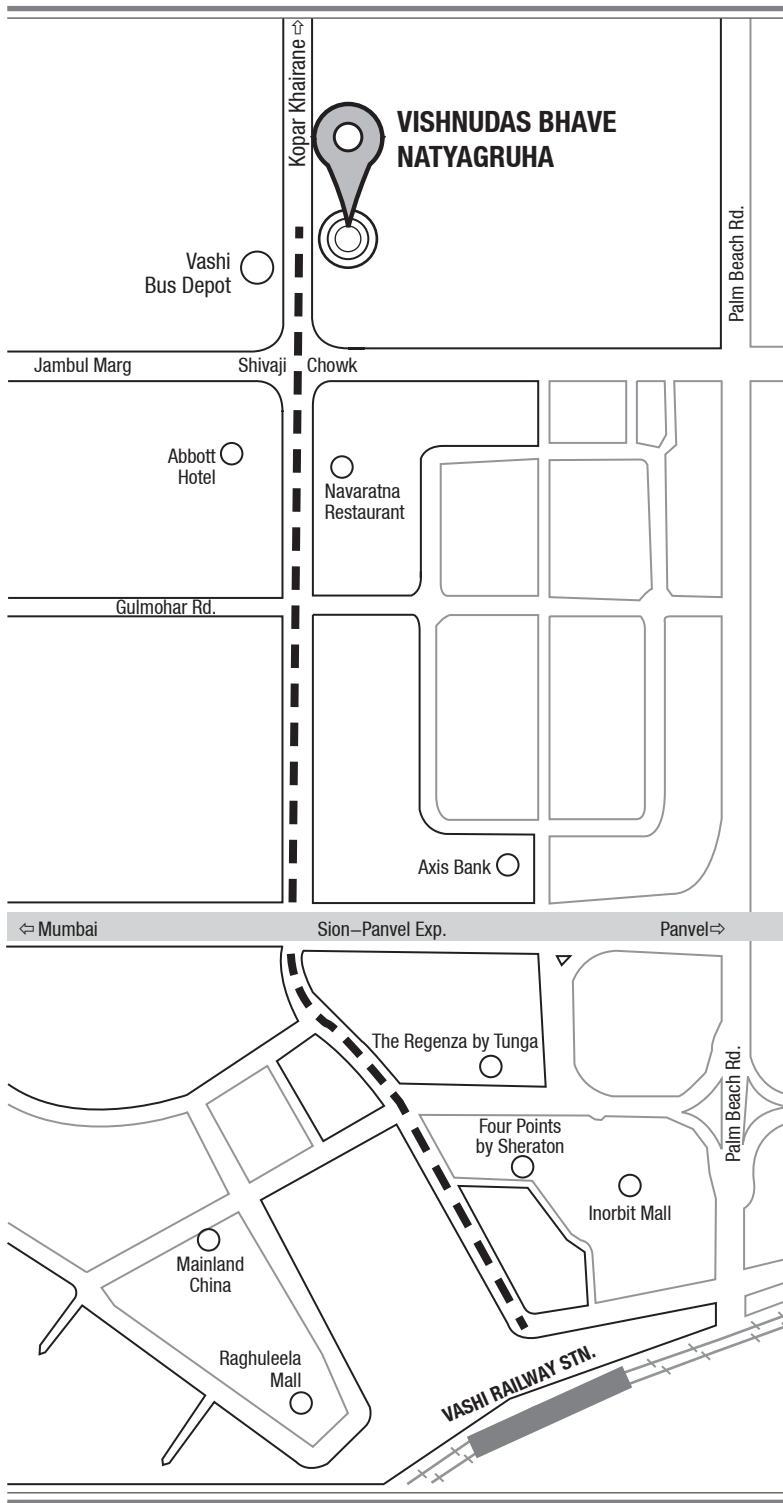 Kopar Khairane⇧
VISHNUDAS BHAVE
NATYAGRUHA
Palm Beach Rd.
Vashi
Bus Depot
Jambul Marg
Shivaji Chowk
Abbott
Hotel
Navaratna
Restaurant
Gulmohar Rd.
Axis Bank
⇦ Mumbai
Sion–Panvel Exp.
Panvel⇨
The Regenza by Tunga
Palm Beach Rd.
Four Points
by Sheraton
Inorbit Mall
Mainland
China
Raghuleela
Mall
VASHI RAILWAY STN.